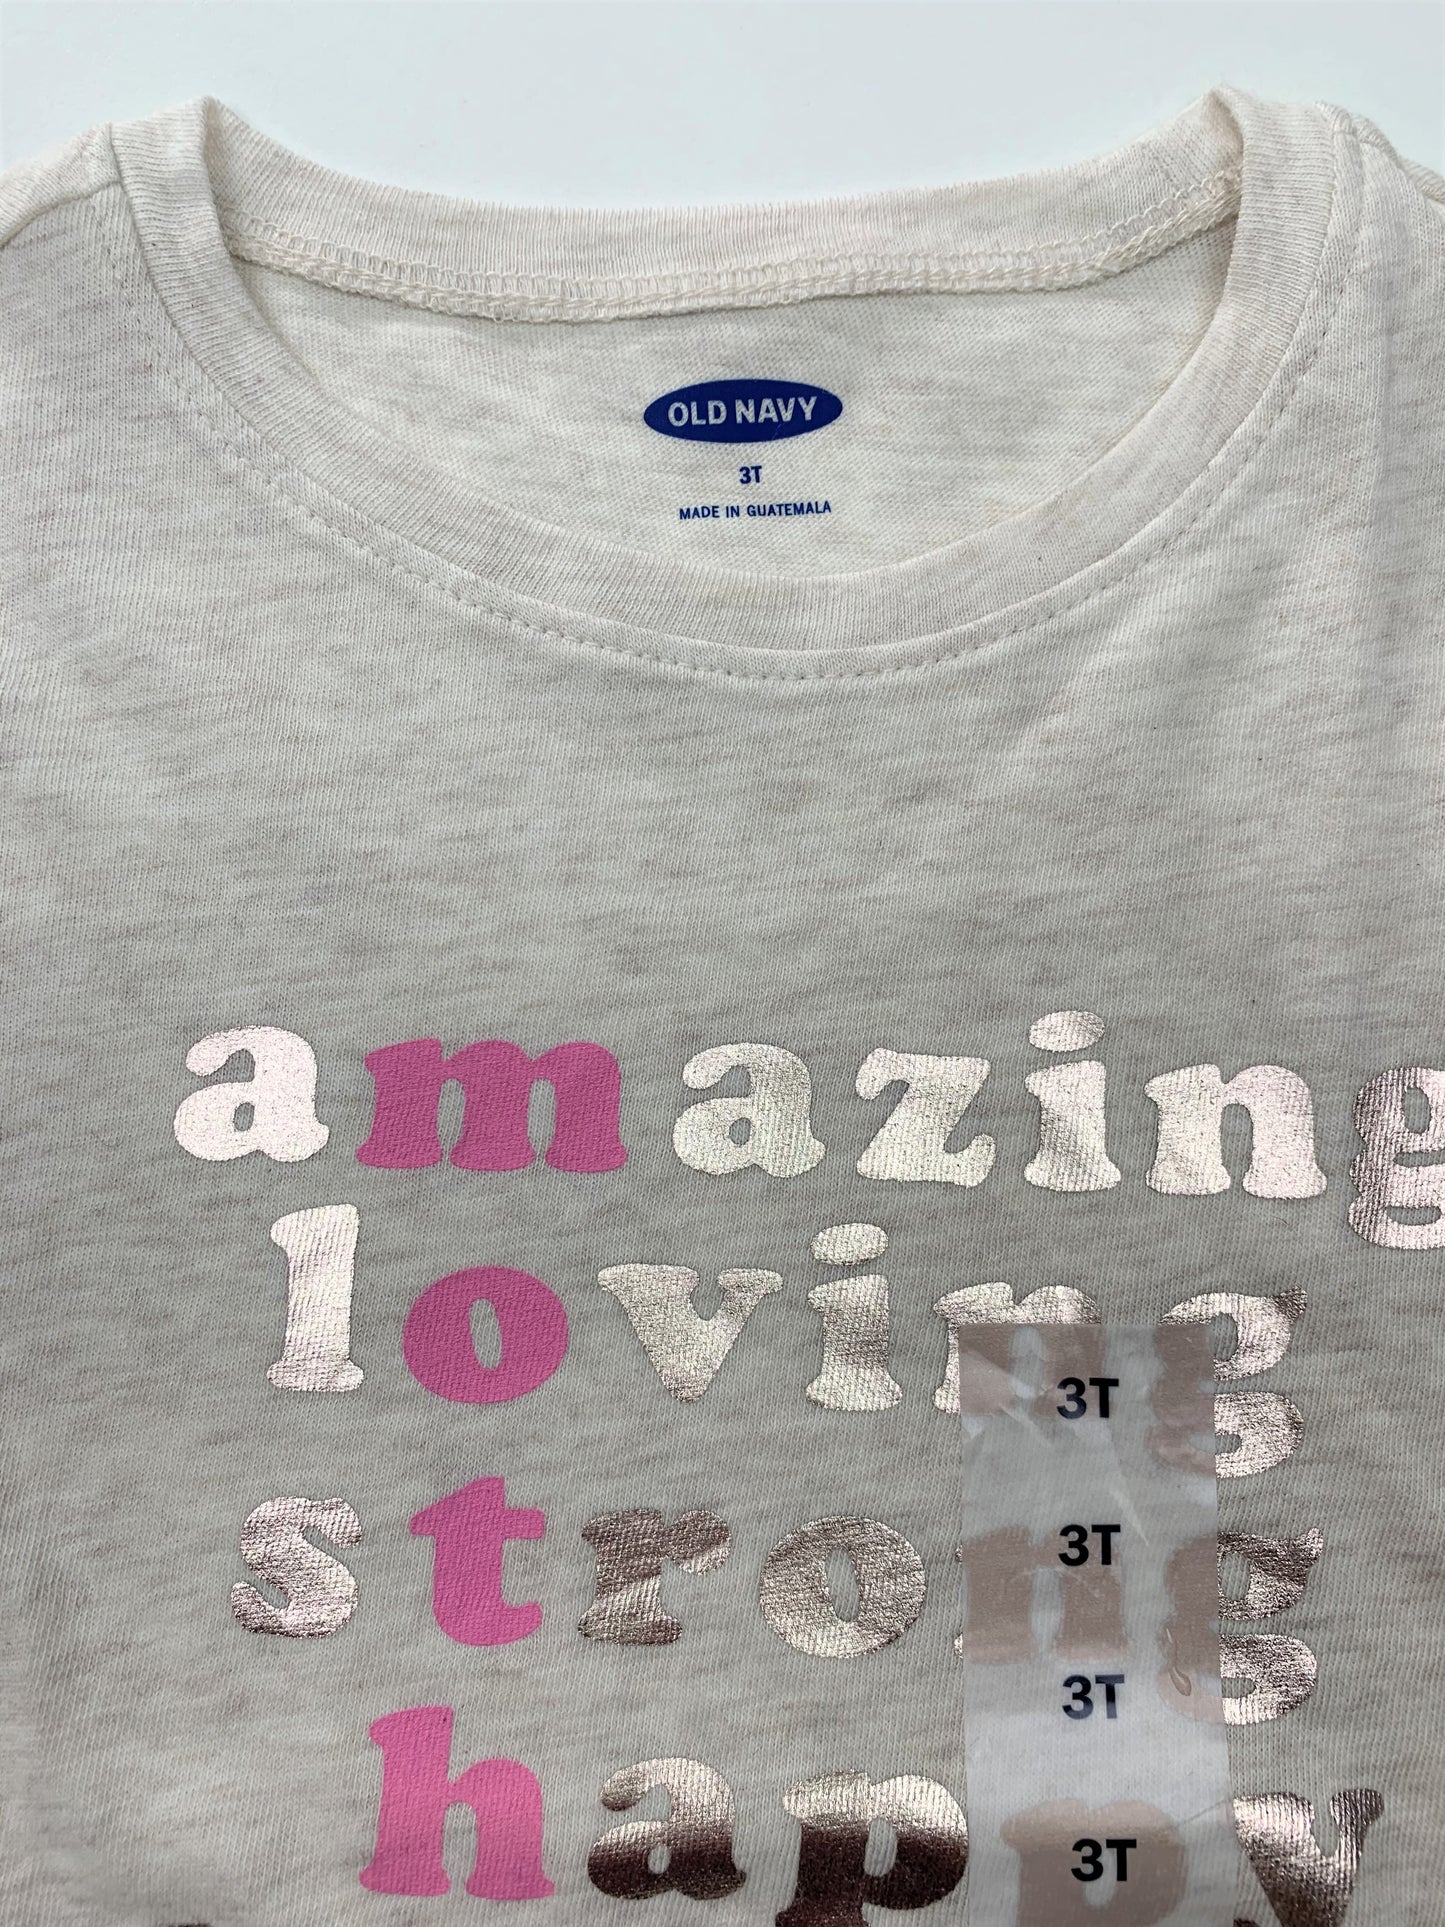 OLD NAVY
3T
MADE IN GUATEMALA
amazing
loving
3T
strong
3T
3T
happy
3T